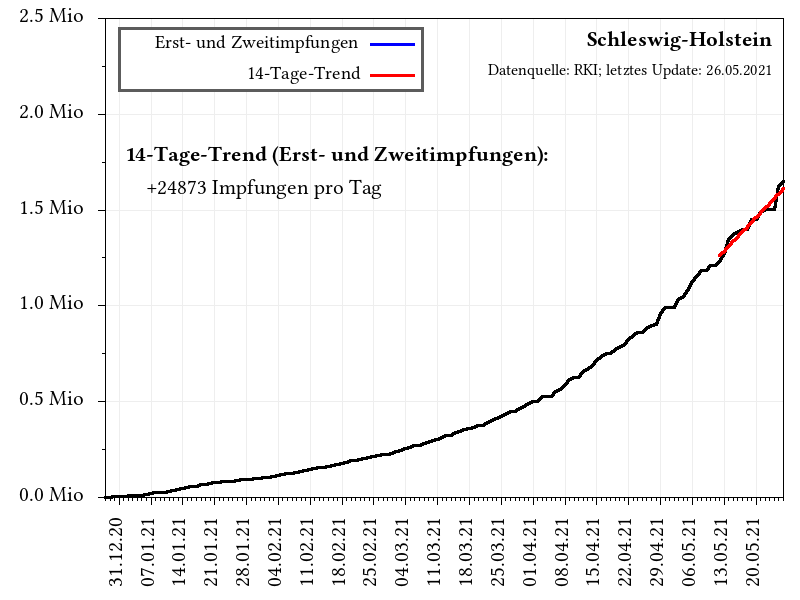 2.5 Mio
Erst- und Zweitimpfungen
14-Tage-Trend
Schleswig-Holstein
Datenquelle: RKI; letztes Update: 26.05.2021
2.0 Mio
14-Tage-Trend (Erst- und Zweitimpfungen):
+24873 Impfungen pro Tag
1.5 Mio
1.0 Mio
0.5 Mio
0.0 Mio
31.12.20
07.01.21
14.01.21
21.01.21
28.01.21
04.02.21
11.02.21
18.02.21
25.02.21
04.03.21
11.03.21
18.03.21
25.03.21
01.04.21
08.04.21
15.04.21
22.04.21
29.04.21
06.05.21
13.05.21
20.05.21